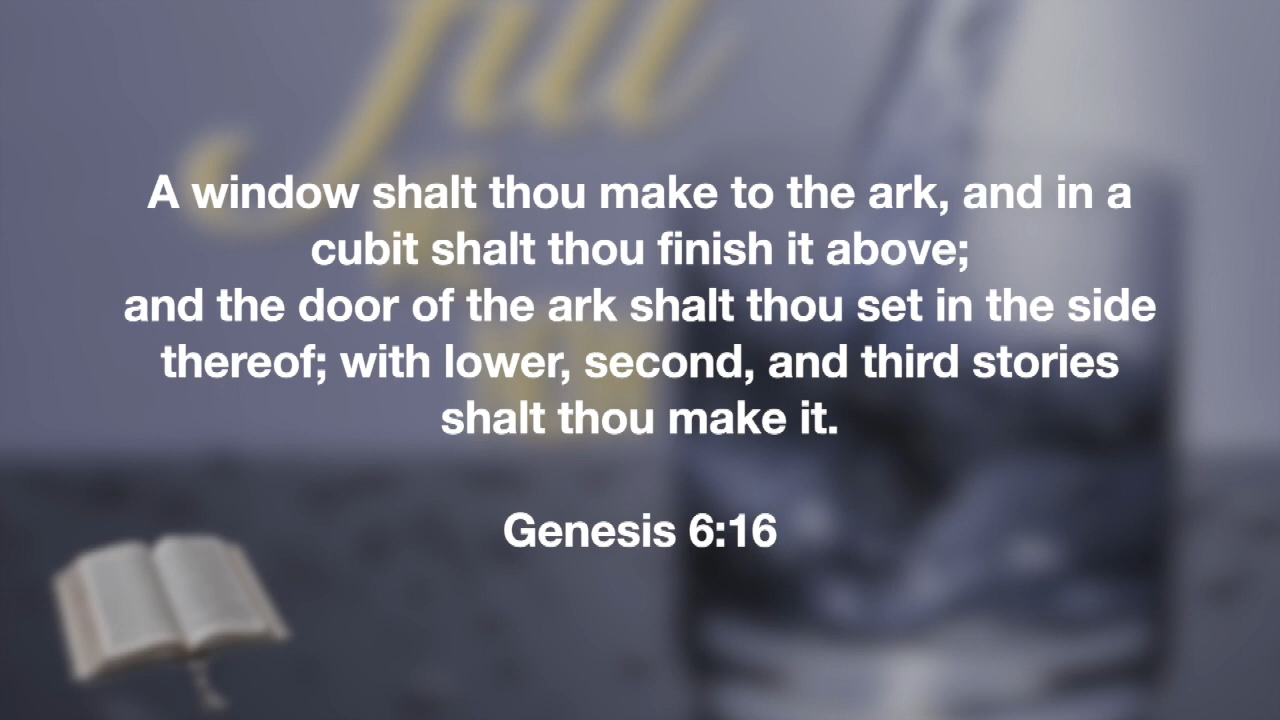 fill
A window shalt thou make to the ark, and in a
cubit shalt thou finish it above;
and the door of the ark shalt thou set in the side
thereof; with lower, second, and third stories
shalt thou make it.
Genesis 6:16